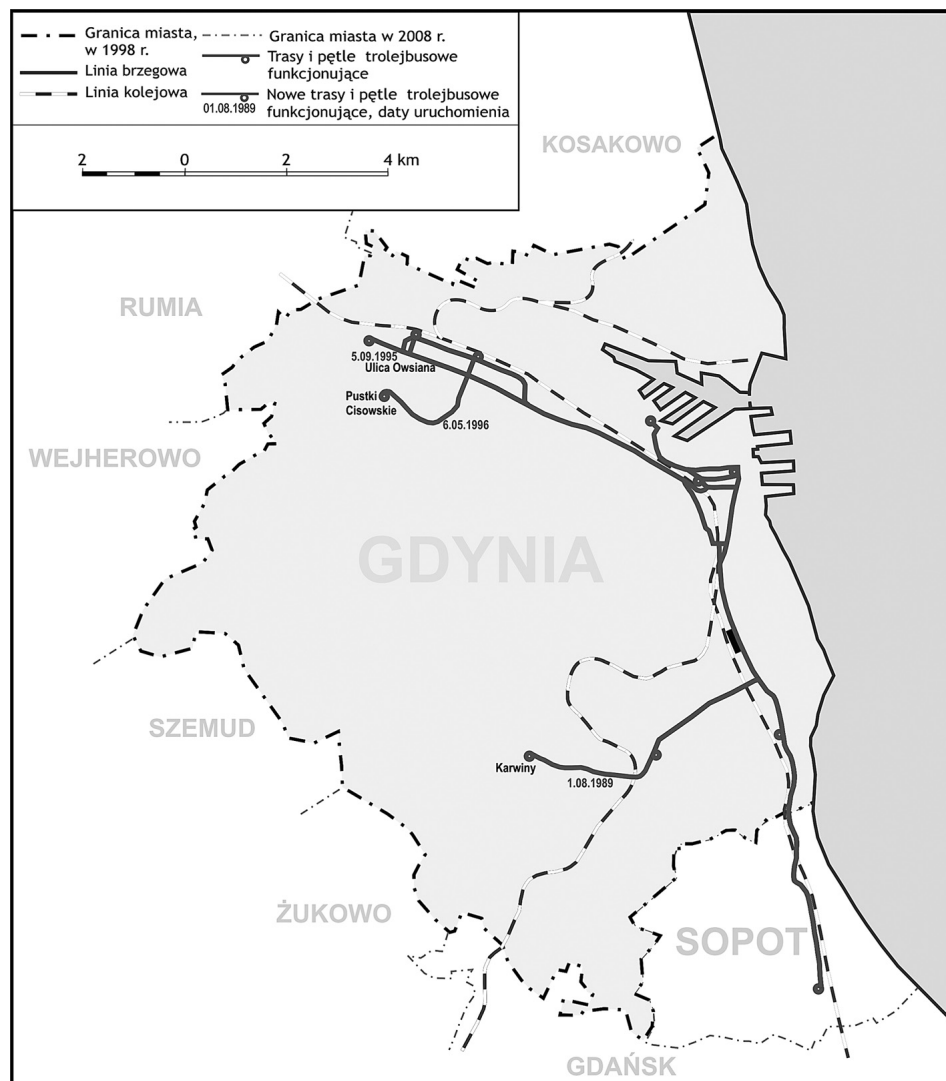 Granica miasta,
w 1998 r.
Linia brzegowa
Linia kolejowa
Granica miasta w 2008 r.
Trasy i pętle trolejbusowe
funkcjonujące
01.08.1989
Nowe trasy i pętle trolejbusowe
funkcjonujące, daty uruchomienia
2 0 2 4 km
KOSAKOWO
RUMIA
5.09.1995
Ulica Owsiana
Pustki
Cisowskie
6.05.1996
WEJHEROWO
GDYNIA
SZEMUD
Karwiny
1.08.1989
ŻUKOWO
SOPOT
GDAŃSK